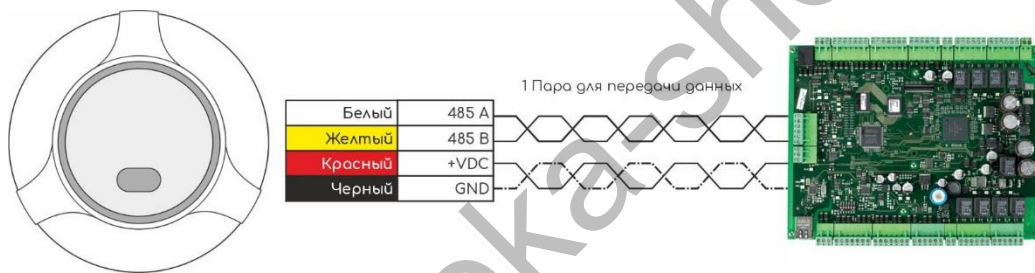 1 Пара для передачи данных
Белый 485 A
Желтый 485 B
Красный +VDC
Черный GND